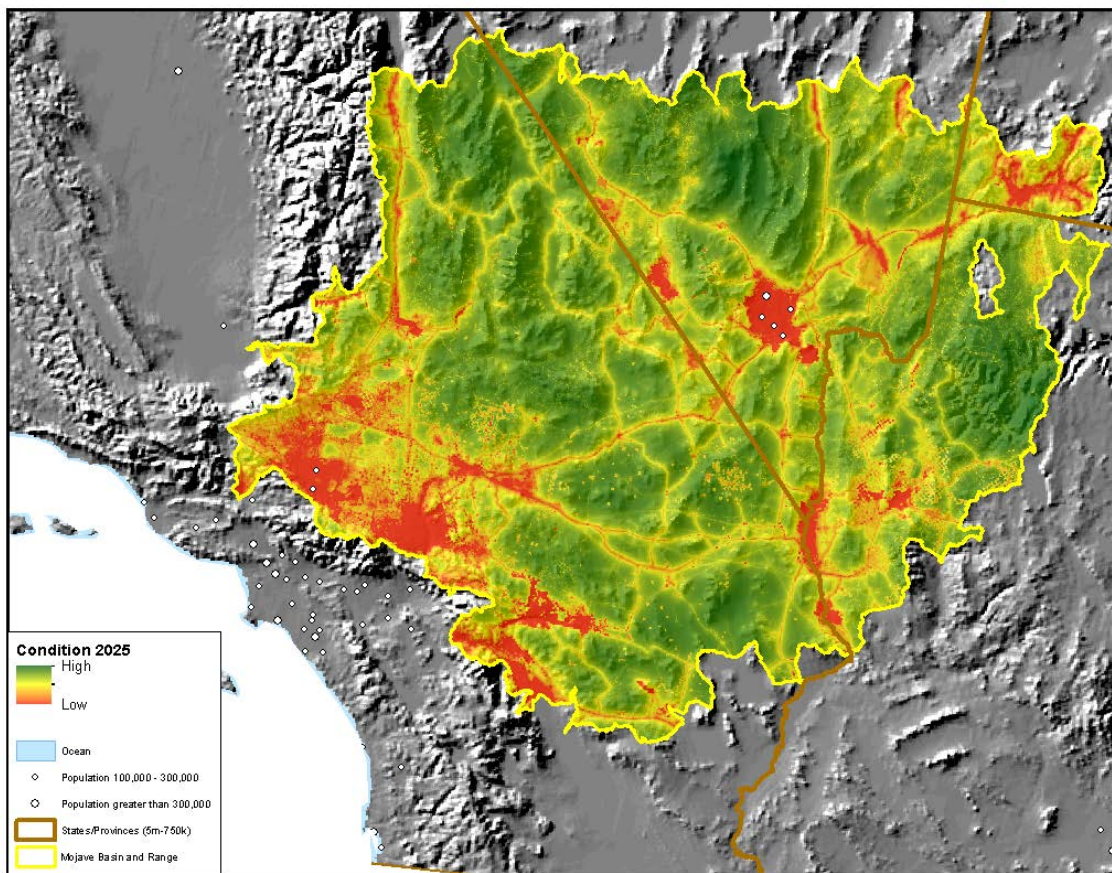 Condition 2025
High
Low
Ocean
Population 100,000 - 300,000
Population greater than 300,000
States/Provinces (5m-750k)
Mojave Basin and Range